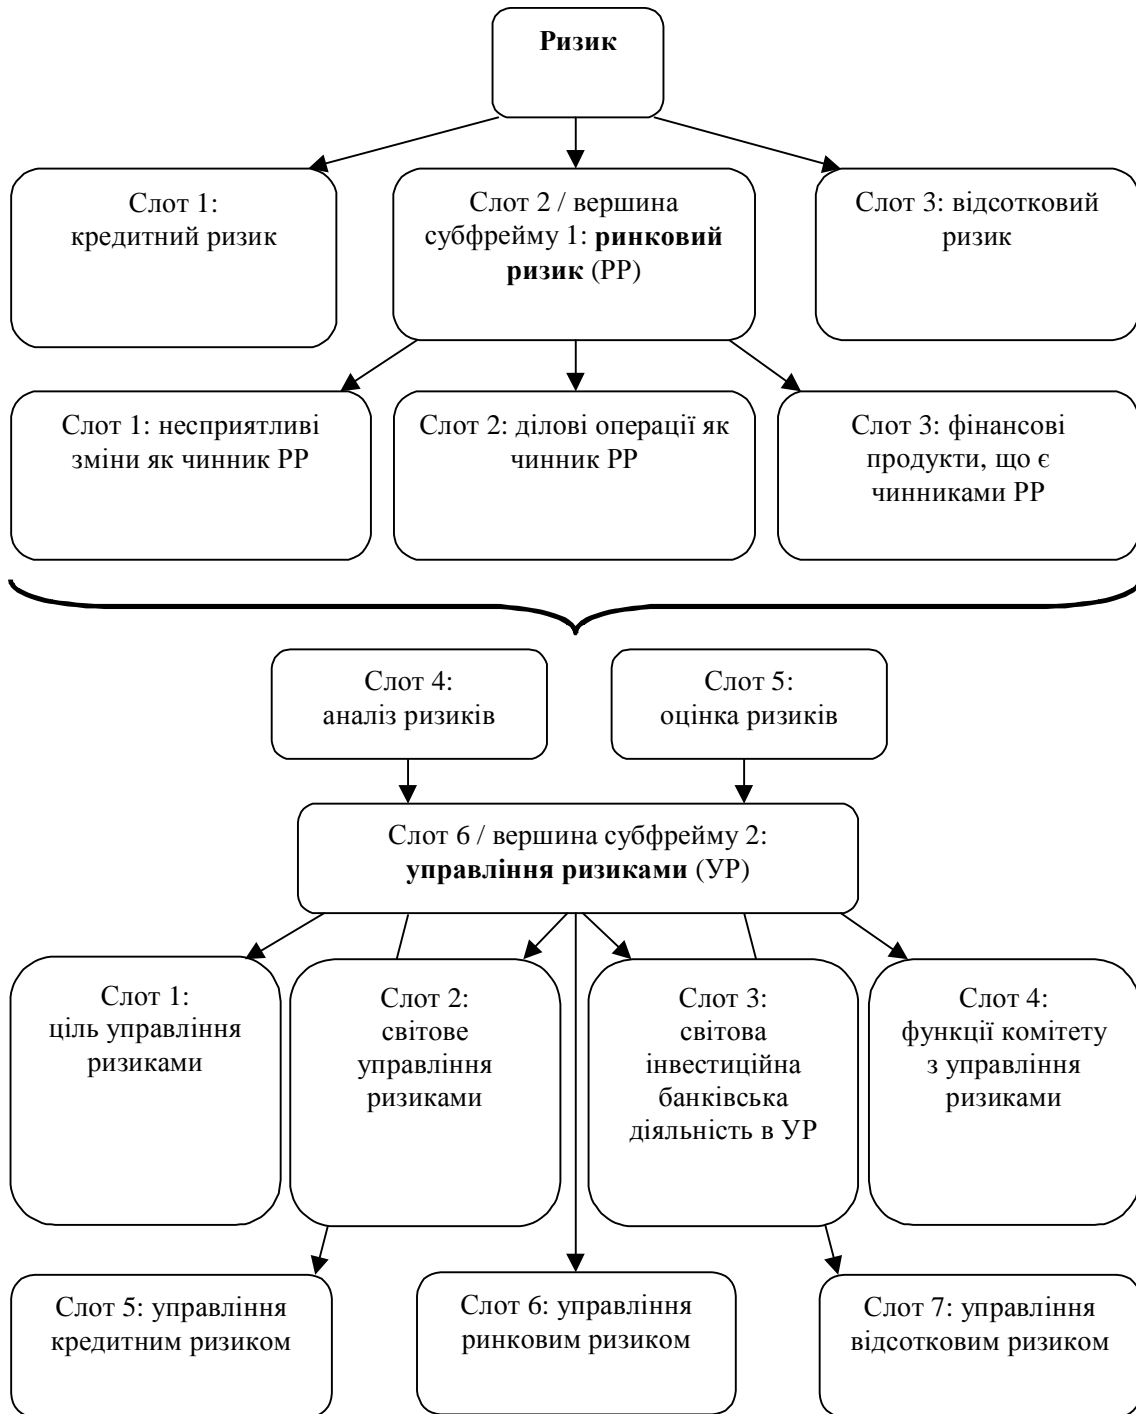 Ризик
Слот 1:
кредитний ризик
Слот 2 / вершина
субфрейму 1: ринковий
ризик (РР)
Слот 3: відсотковий
ризик
Слот 1: несприятливі
зміни як чинник РР
Слот 2: ділові операції як
чинник РР
Слот 3: фінансові
продукти, що є
чинниками РР
Слот 4:
аналіз ризиків
Слот 5:
оцінка ризиків
Слот 6 / вершина субфрейму 2:
управління ризиками (УР)
Слот 1:
ціль управління
ризиками
Слот 2:
світове
управління
ризиками
Слот 3:
світова
інвестиційна
банківська
діяльність в УР
Слот 4:
функції комітету
з управління
ризиками
Слот 5: управління
кредитним ризиком
Слот 6: управління
ринковим ризиком
Слот 7: управління
відсотковим ризиком